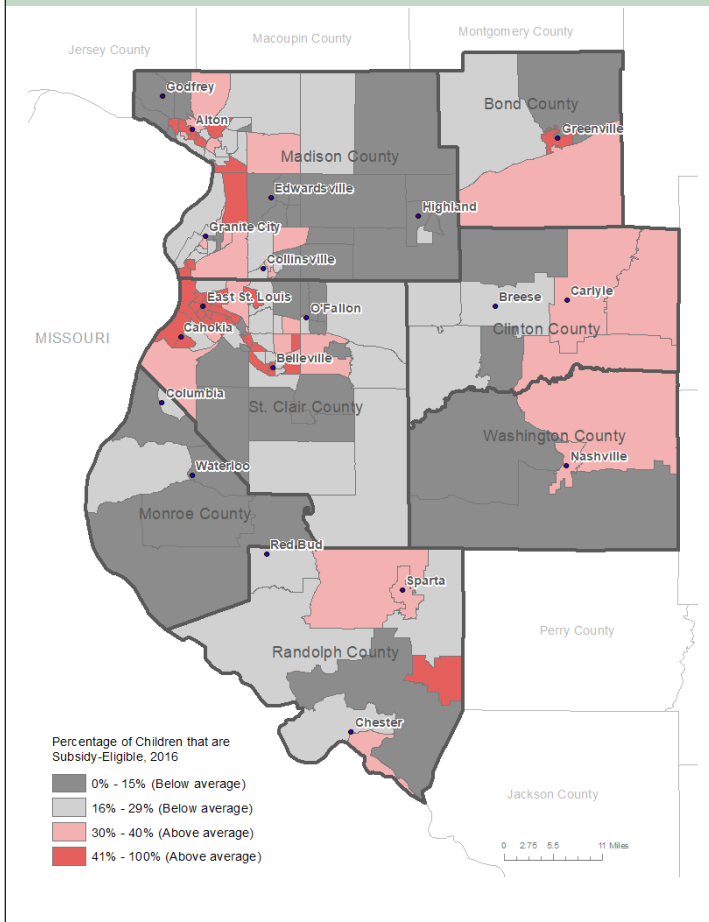 Jersey County
Macoupin County
Montgomery County
Godfrey
Bond County
Alton
Greenville
Madison County
Edwardsville
Highland
Granite City
Collinsville
East St. Louis
O'Fallon
Breese
Carlyle
MISSOURI
Cahokia
Clinton County
Belleville
Columbia
St. Clair County
Washington County
Nashville
Waterloo
Monroe County
Red Bud
Sparta
Perry County
Randolph County
Chester
Percentage of Children that are
Subsidy-Eligible, 2016
0% - 15% (Below average)
16% - 29% (Below average)
30% - 40% (Above average)
41% - 100% (Above average)
Jackson County
0 2.75 5.5 11 Miles